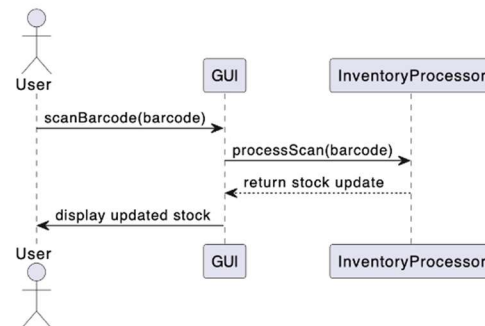 User
GUI
InventoryProcessor
scanBarcode(barcode)
processScan(barcode)
return stock update
display updated stock
User
GUI
InventoryProcessor